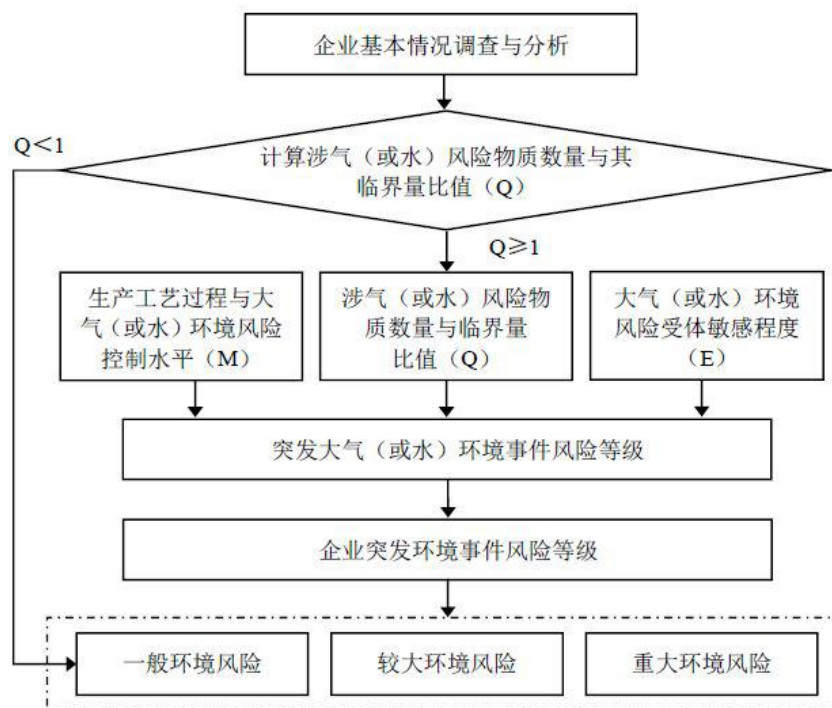 企业基本情况调查与分析
Q＜1
计算涉气（或水）风险物质数量与其
临界量比值（Q）
Q≥1
生产工艺过程与大
气（或水）环境风险
控制水平（M）
涉气（或水）风险物
质数量与临界量
比值（Q）
大气（或水）环境
风险受体敏感程度
（E）
突发大气（或水）环境事件风险等级
企业突发环境事件风险等级
一般环境风险
较大环境风险
重大环境风险